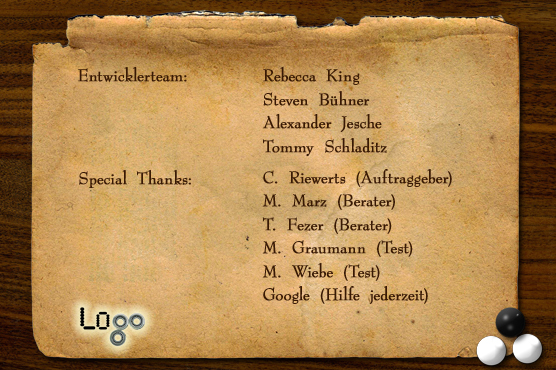 Entwicklerteam: Rebecca King
Steven Bühner
Alexander Jesche
Tommy Schladitz
Special Thanks: C. Riewerts (Auftraggeber)
M. Marz (Berater)
T. Fezer (Berater)
M. Graumann (Test)
M. Wiebe (Test)
Google (Hilfe jederzeit)
Logo